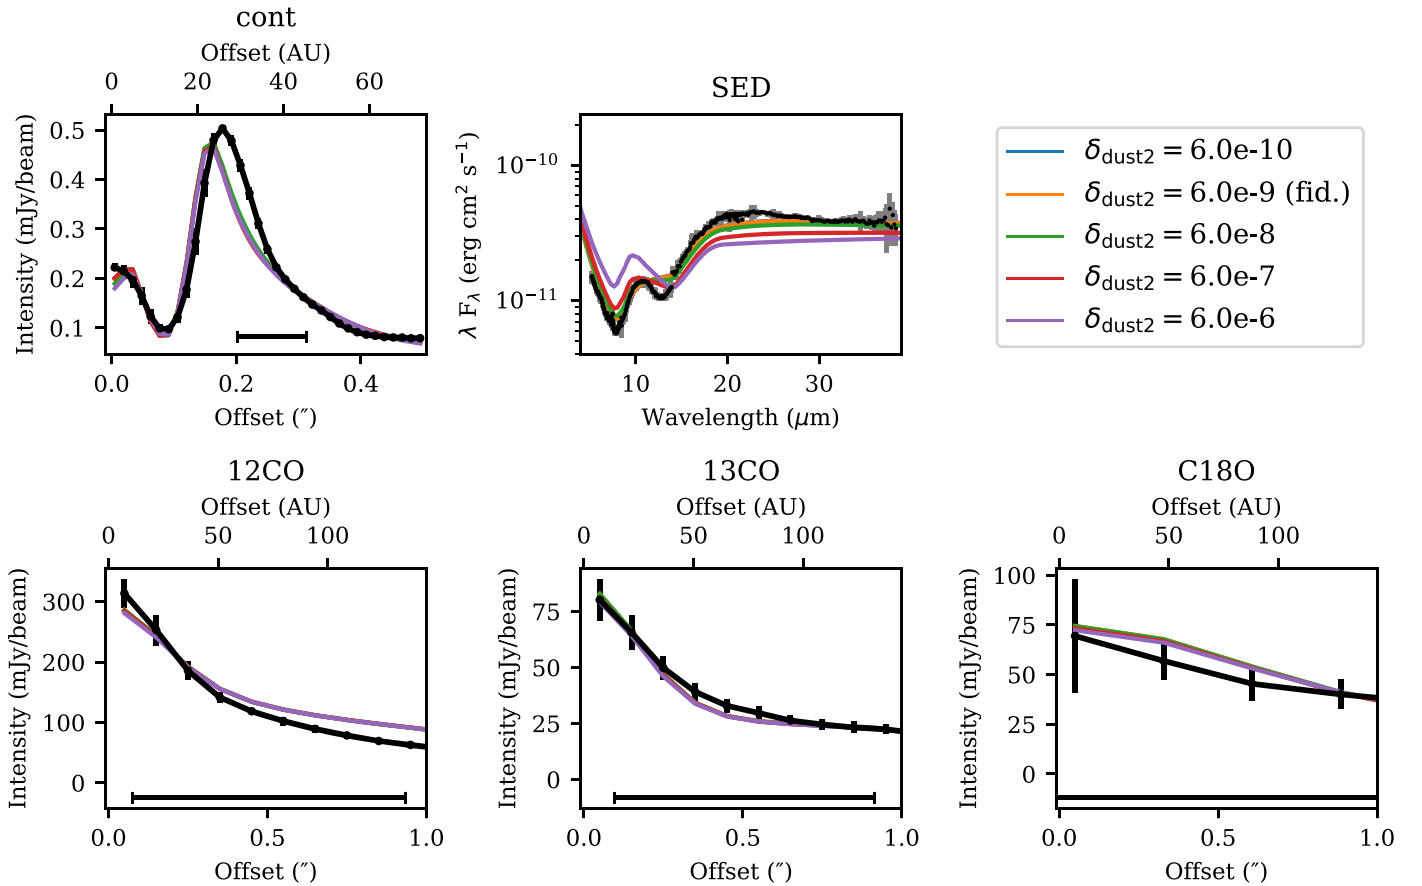 cont
Offset (AU)
0 20 40 60
Intensity (mJy/beam)
0.5
0.4
0.3
0.2
0.1
0.0 0.2 0.4
Offset (″)
SED
λ F_λ (erg cm² s⁻¹)
10⁻¹⁰
10⁻¹¹
10 20 30
Wavelength (μm)
δ_dust2 = 6.0e-10
δ_dust2 = 6.0e-9 (fid.)
δ_dust2 = 6.0e-8
δ_dust2 = 6.0e-7
δ_dust2 = 6.0e-6
12CO
Offset (AU)
0 50 100
Intensity (mJy/beam)
300
200
100
0
0.0 0.5 1.0
Offset (″)
13CO
Offset (AU)
0 50 100
Intensity (mJy/beam)
75
50
25
0
0.0 0.5 1.0
Offset (″)
C18O
Offset (AU)
0 50 100
Intensity (mJy/beam)
100
75
50
25
0
0.0 0.5 1.0
Offset (″)